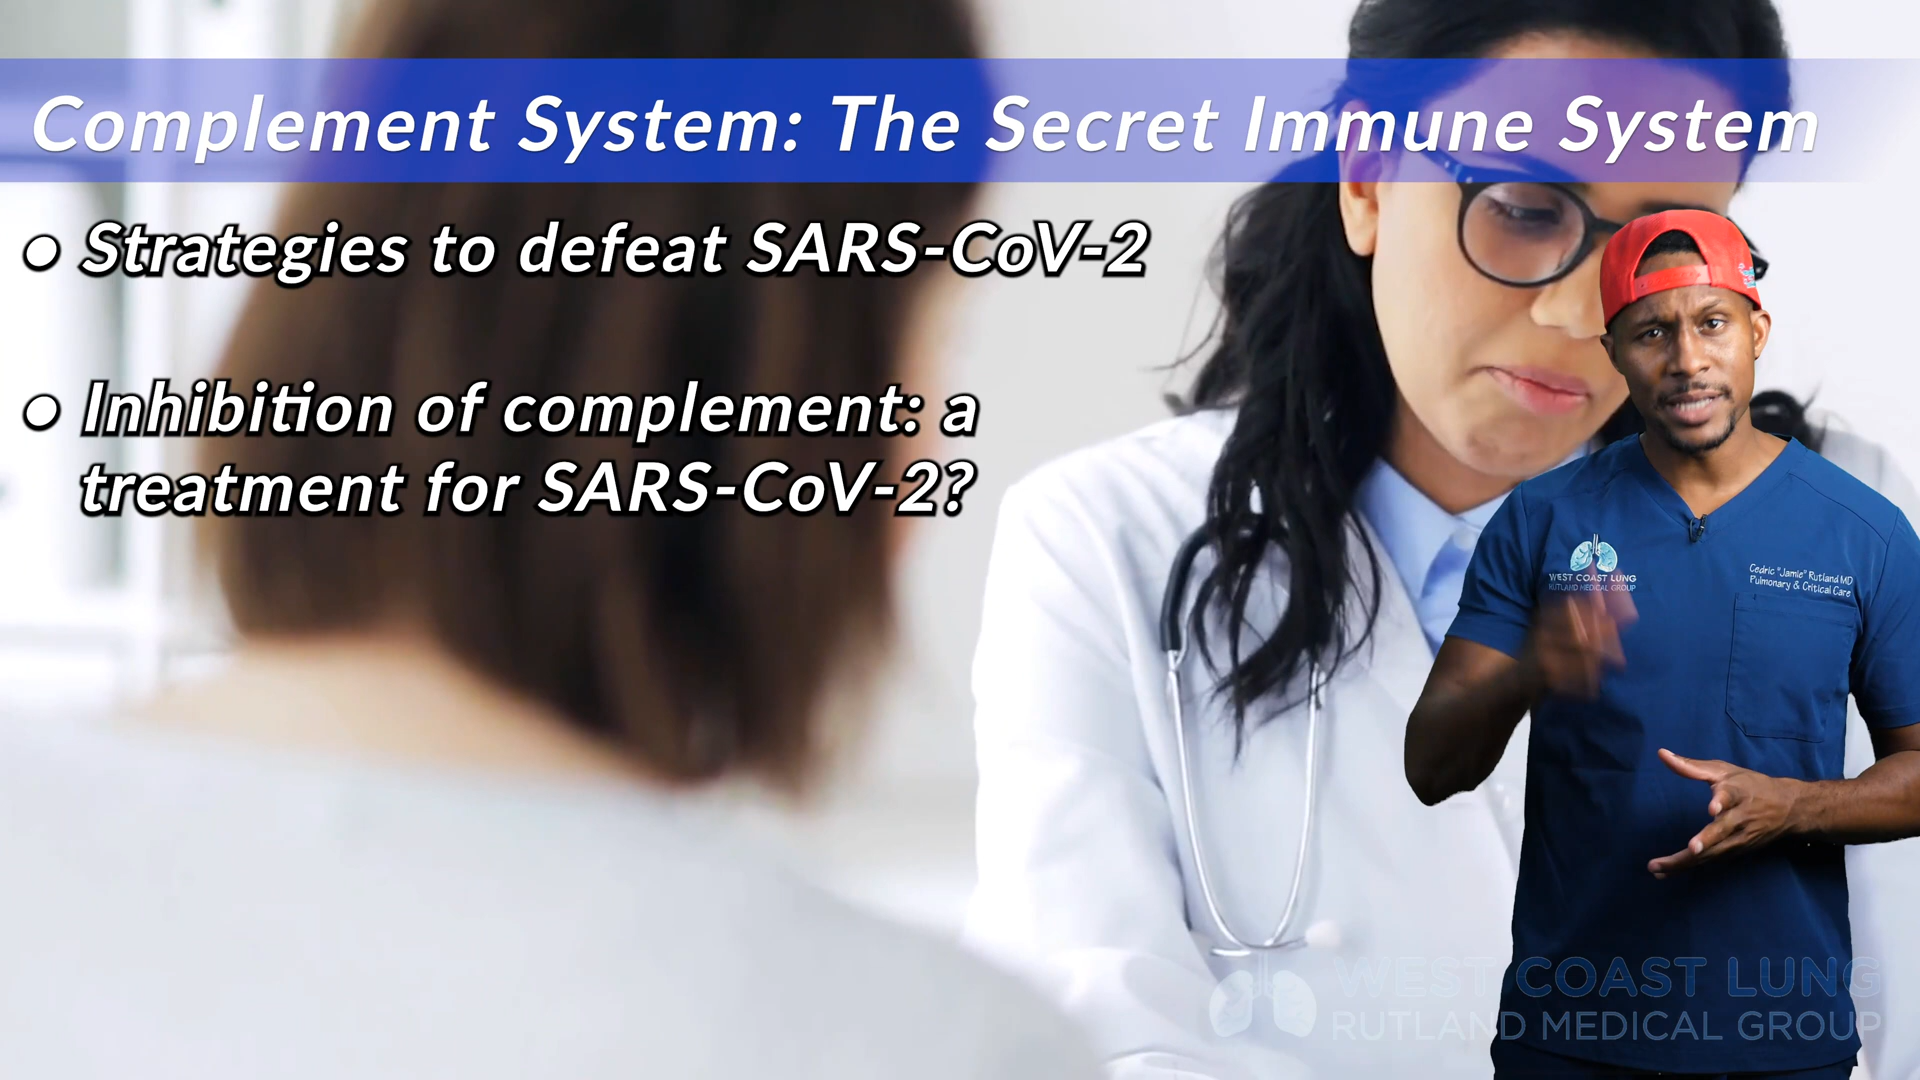 Complement System: The Secret Immune System
• Strategies to defeat SARS-CoV-2
• Inhibition of complement: a
treatment for SARS-CoV-2?
WEST COAST LUNG
RUTLAND MEDICAL GROUP
Cedric "Jamie" Rutland MD
Pulmonary & Critical Care
WEST COAST LUNG
RUTLAND MEDICAL GROUP